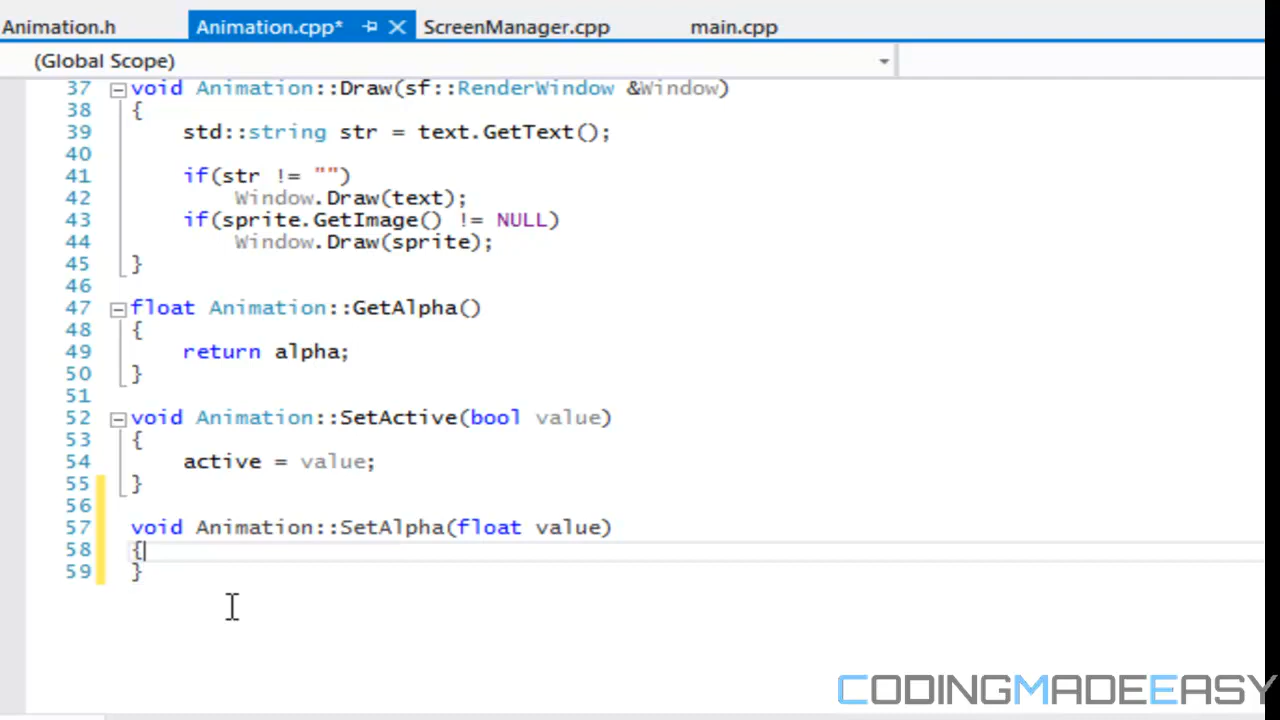 Animation.h Animation.cpp* ScreenManager.cpp main.cpp
(Global Scope)
37 void Animation::Draw(sf::RenderWindow &Window)
38 {
39 std::string str = text.GetText();
40
41 if(str != "")
42 Window.Draw(text);
43 if(sprite.GetImage() != NULL)
44 Window.Draw(sprite);
45 }
46
47 float Animation::GetAlpha()
48 {
49 return alpha;
50 }
51
52 void Animation::SetActive(bool value)
53 {
54 active = value;
55 }
56
57 void Animation::SetAlpha(float value)
58 {
59 }
CODINGMADEEASY